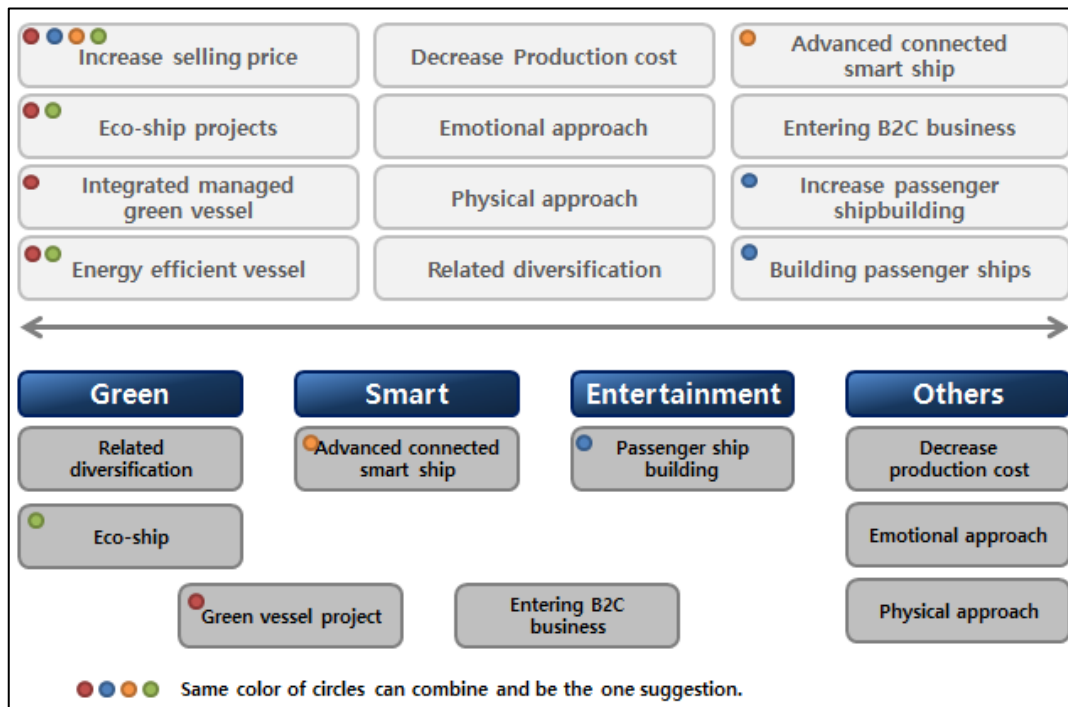 Increase selling price
Decrease Production cost
Advanced connected
smart ship
Eco-ship projects
Emotional approach
Entering B2C business
Integrated managed
green vessel
Physical approach
Increase passenger
shipbuilding
Energy efficient vessel
Related diversification
Building passenger ships
Green
Smart
Entertainment
Others
Related
diversification
Advanced connected
smart ship
Passenger ship
building
Decrease
production cost
Eco-ship
Emotional approach
Green vessel project
Entering B2C
business
Physical approach
Same color of circles can combine and be the one suggestion.